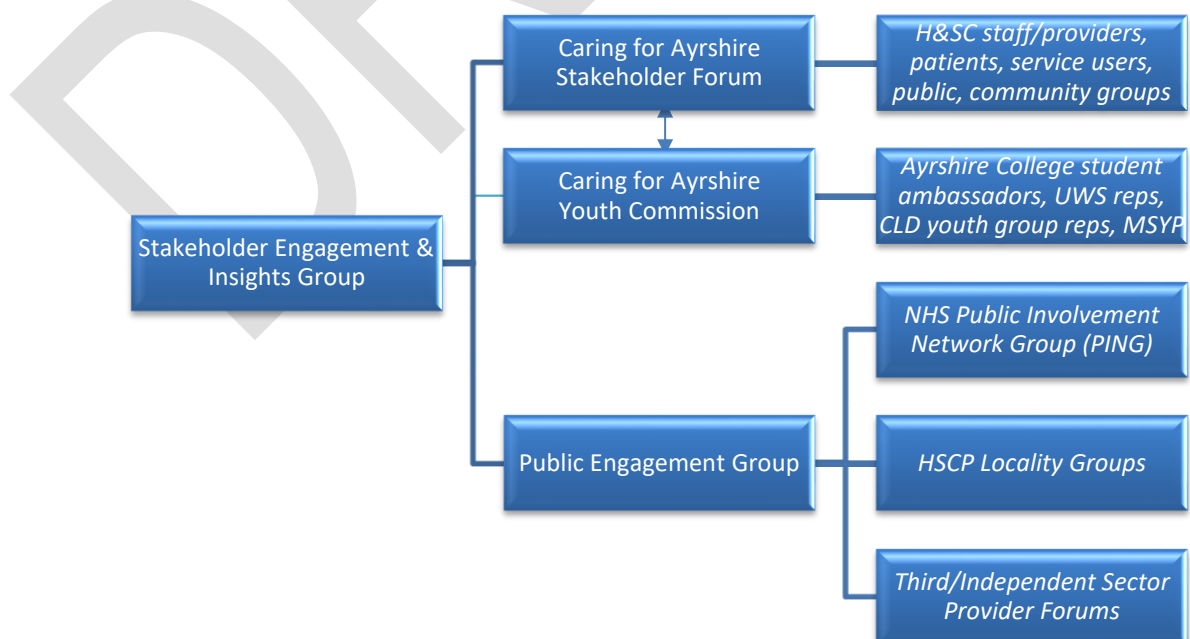 Caring for Ayrshire
Stakeholder Forum
H&SC staff/providers,
patients, service users,
public, community groups
Caring for Ayrshire
Youth Commission
Ayrshire College student
ambassadors, UWS reps,
CLD youth group reps, MSYP
Stakeholder Engagement &
Insights Group
NHS Public Involvement
Network Group (PING)
Public Engagement Group
HSCP Locality Groups
Third/Independent Sector
Provider Forums